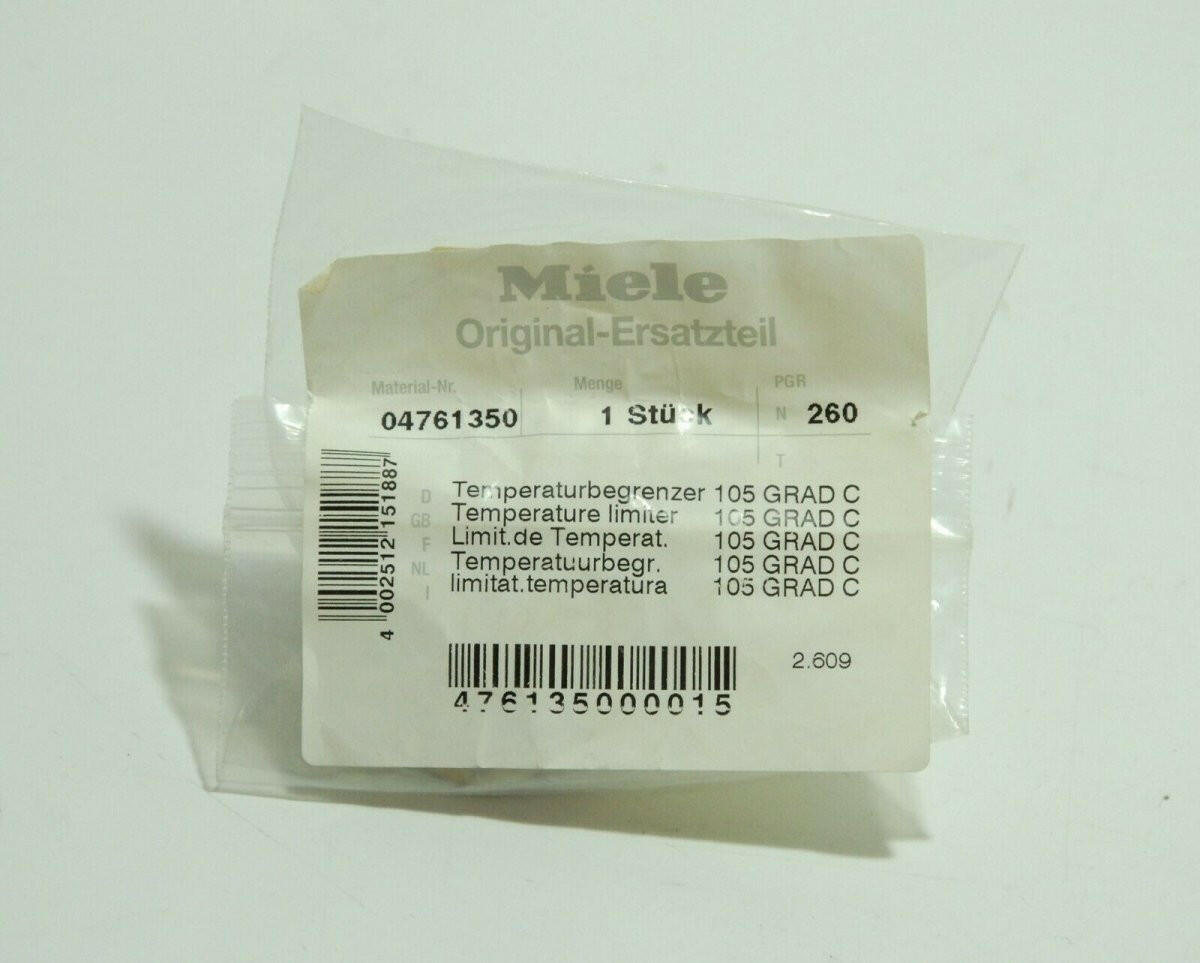 Miele
Original-Ersatzteil
Material-Nr. Menge PGR
04761350 1 Stück N 260
T
D Temperaturbegrenzer 105 GRAD C
GB Temperature limiter 105 GRAD C
F Limit.de Temperat. 105 GRAD C
NL Temperatuurbegr. 105 GRAD C
I limitat.temperatura 105 GRAD C
4 002512 151887
2.609
476135000015